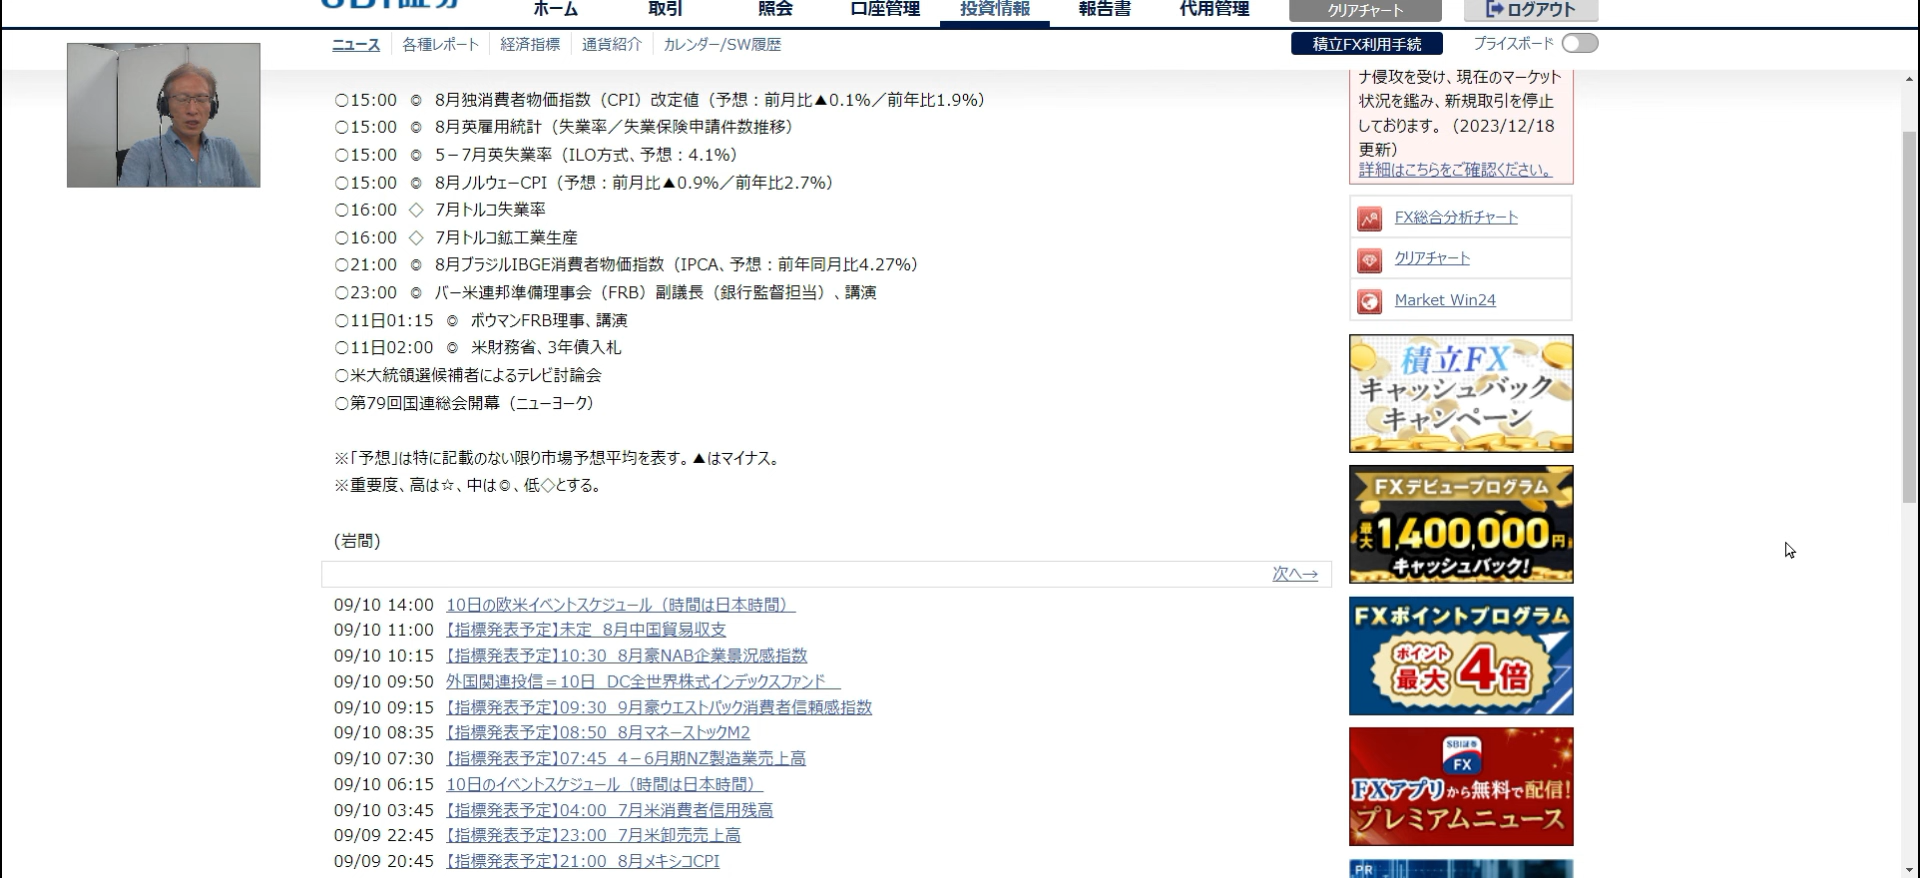 SBI証券
ホーム 取引 照会 口座管理 投資情報 報告書 代用管理 クリアチャート ログアウト
ニュース 各種レポート 経済指標 通貨紹介 カレンダー/SW履歴 積立FX利用手続 プライスボード
○15:00 ◎ 8月独消費者物価指数（CPI）改定値（予想：前月比▲0.1%／前年比1.9%）
○15:00 ◎ 8月英雇用統計（失業率／失業保険申請件数推移）
○15:00 ◎ 5－7月英失業率（ILO方式、予想：4.1%）
○15:00 ◎ 8月ノルウェーCPI（予想：前月比▲0.9%／前年比2.7%）
○16:00 ◇ 7月トルコ失業率
○16:00 ◇ 7月トルコ鉱工業生産
○21:00 ◎ 8月ブラジルIBGE消費者物価指数（IPCA、予想：前年同月比4.27%）
○23:00 ◎ バー米連邦準備理事会（FRB）副議長（銀行監督担当）、講演
○11日01:15 ◎ ボウマンFRB理事、講演
○11日02:00 ◎ 米財務省、3年債入札
○米大統領選候補者によるテレビ討論会
○第79回国連総会開幕（ニューヨーク）
※「予想」は特に記載のない限り市場予想平均を表す。▲はマイナス。
※重要度、高は☆、中は◎、低◇とする。
(岩間)
次へ→
09/10 14:00 10日の欧米イベントスケジュール（時間は日本時間）
09/10 11:00 【指標発表予定】未定 8月中国貿易収支
09/10 10:15 【指標発表予定】10:30 8月豪NAB企業景況感指数
09/10 09:50 外国関連投信＝10日 DC全世界株式インデックスファンド
09/10 09:15 【指標発表予定】09:30 9月豪ウエストパック消費者信頼感指数
09/10 08:35 【指標発表予定】08:50 8月マネーストックM2
09/10 07:30 【指標発表予定】07:45 4－6月期NZ製造業売上高
09/10 06:15 10日のイベントスケジュール（時間は日本時間）
09/10 03:45 【指標発表予定】04:00 7月米消費者信用残高
09/09 22:45 【指標発表予定】23:00 7月米卸売売上高
09/09 20:45 【指標発表予定】21:00 8月メキシコCPI
ナ侵攻を受け、現在のマーケット
状況を鑑み、新規取引を停止
しております。（2023/12/18
更新）
詳細はこちらをご確認ください。
FX総合分析チャート
クリアチャート
Market Win24
積立FX
キャッシュバック
キャンペーン
FXデビュープログラム
最大1,400,000円
キャッシュバック!
FXポイントプログラム
ポイント
最大4倍
SBI証券
FX
FXアプリから無料で配信!
プレミアムニュース
PR